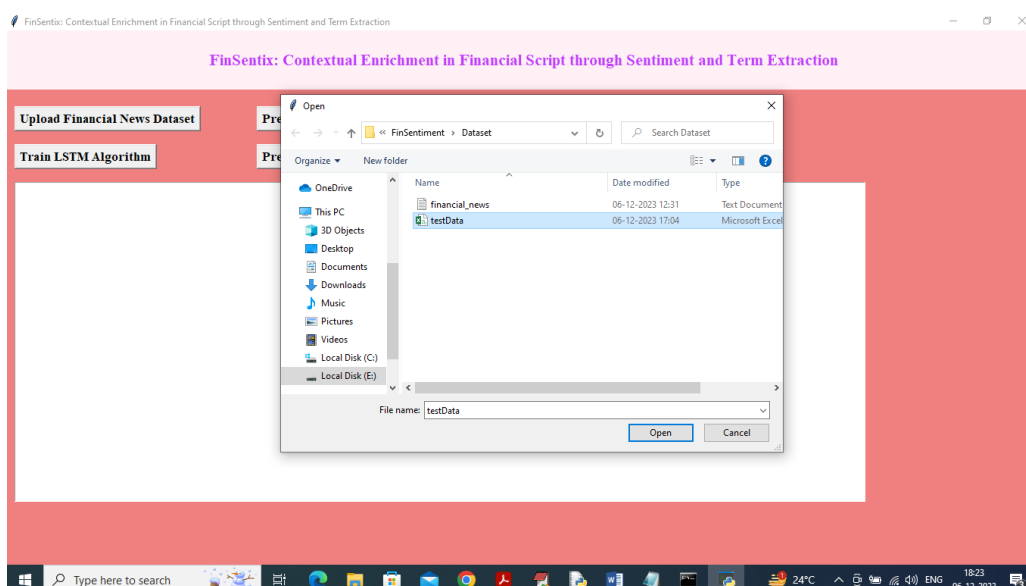 FinSentix: Contextual Enrichment in Financial Script through Sentiment and Term Extraction
FinSentix: Contextual Enrichment in Financial Script through Sentiment and Term Extraction
Upload Financial News Dataset
Pre
Train LSTM Algorithm
Pre
Open
« FinSentiment › Dataset
Search Dataset
Organize
New folder
Name Date modified Type
OneDrive
This PC
3D Objects
Desktop
Documents
Downloads
Music
Pictures
Videos
Local Disk (C:)
Local Disk (E:)
financial_news 06-12-2023 12:31 Text Document
testData 06-12-2023 17:04 Microsoft Excel
File name: testData
Open Cancel
Type here to search
24°C
ENG
18:23
06-12-2023